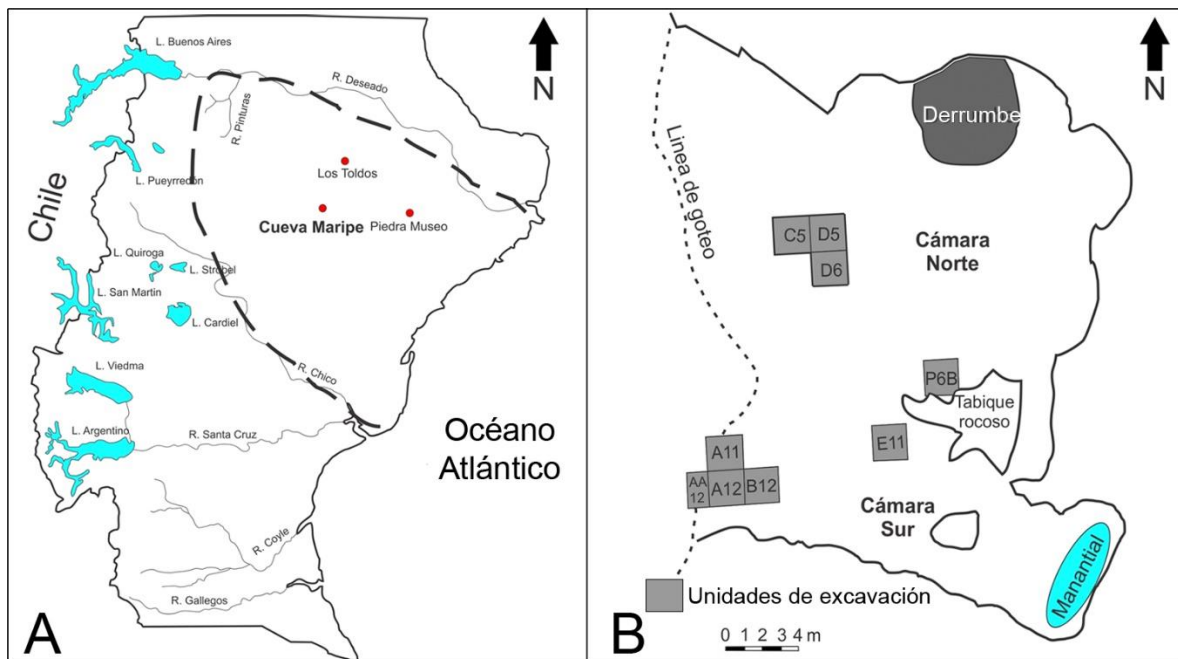 N
L. Buenos Aires
R. Deseado
R. Pinturas
Los Toldos
L. Pueyrredón
Chile
Cueva Maripe
Piedra Museo
L. Quiroga
L. Strobel
L. San Martín
L. Cardiel
L. Viedma
R. Chico
L. Argentino
R. Santa Cruz
Océano
Atlántico
R. Coyle
R. Gallegos
A
N
Derrumbe
Linea de goteo
C5
D5
D6
Cámara
Norte
P6B
Tabique
rocoso
E11
A11
AA
12
A12
B12
Cámara
Sur
Manantial
Unidades de excavación
B
0 1 2 3 4 m